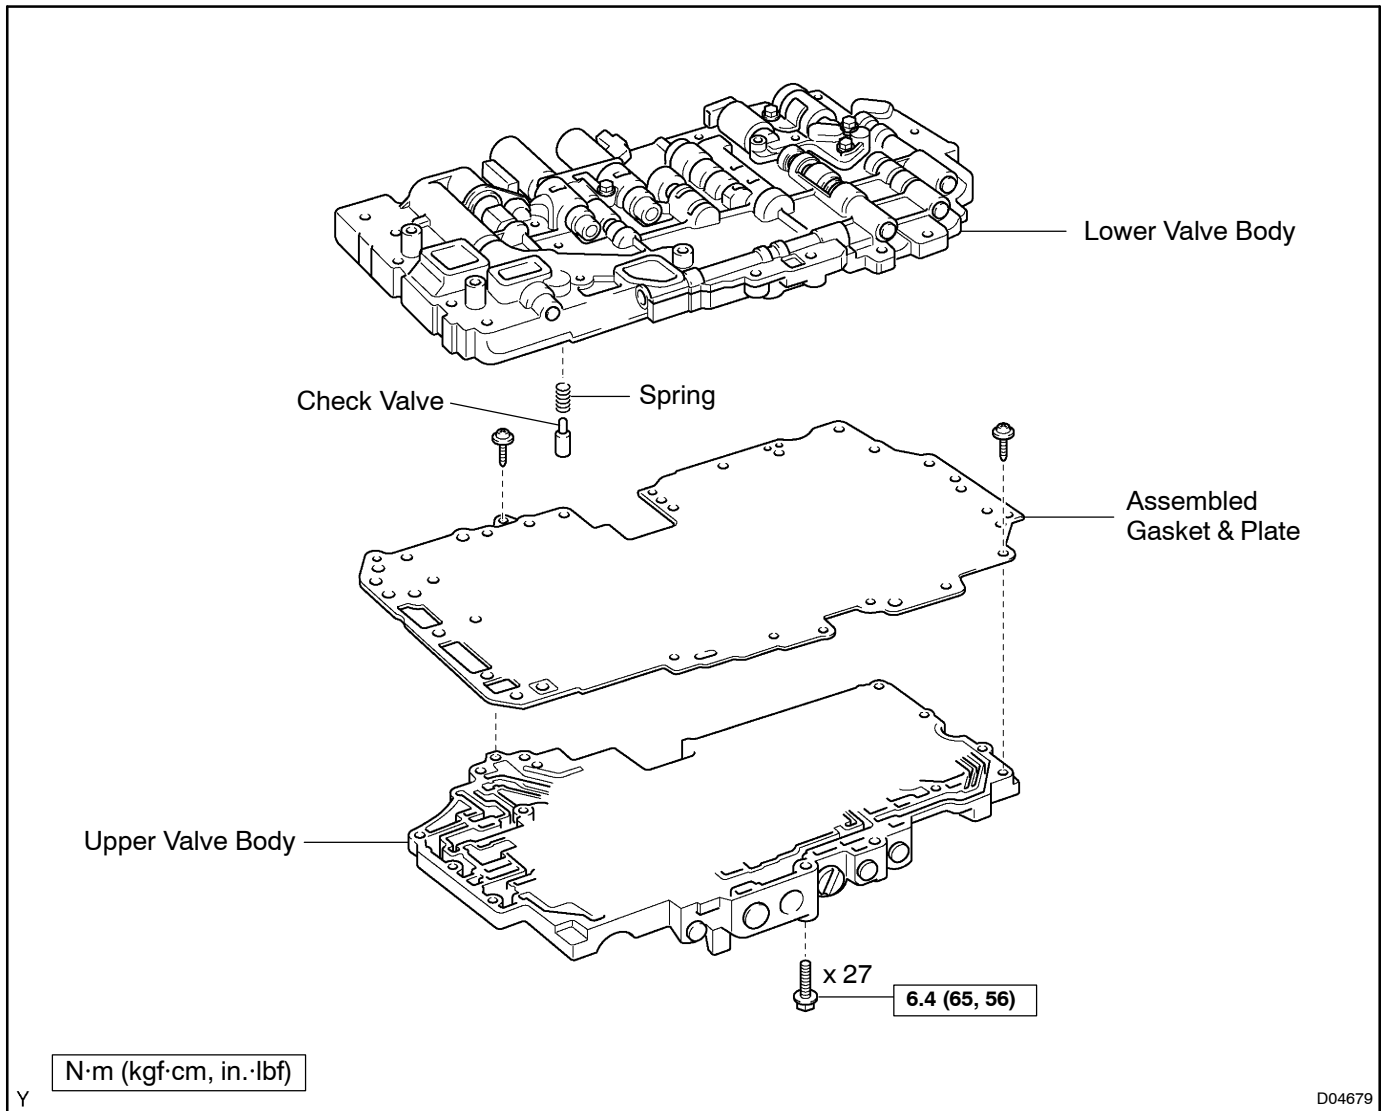 Lower Valve Body
Spring
Check Valve
Assembled
Gasket & Plate
Upper Valve Body
x 27
6.4 (65, 56)
N·m (kgf·cm, in.·lbf)
Y
D04679